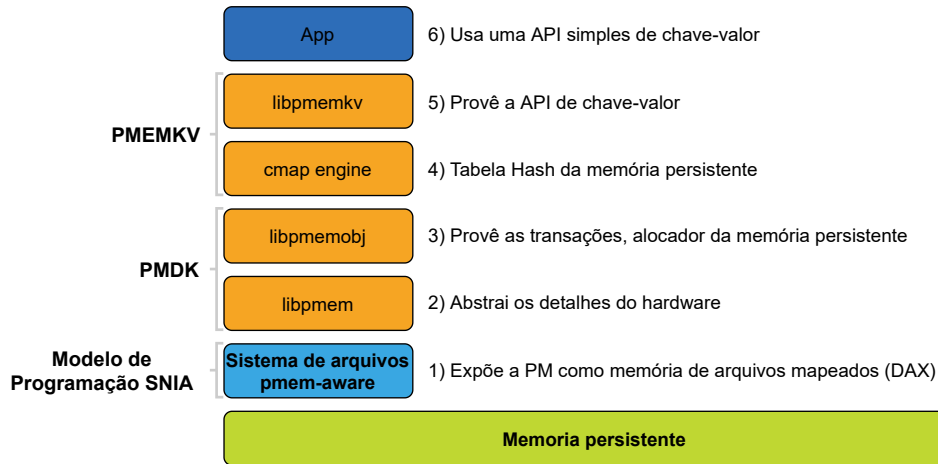 App
6) Usa uma API simples de chave-valor
PMEMKV
libpmemkv
5) Provê a API de chave-valor
cmap engine
4) Tabela Hash da memória persistente
PMDK
libpmemobj
3) Provê as transações, alocador da memória persistente
libpmem
2) Abstrai os detalhes do hardware
Modelo de
Programação SNIA
Sistema de arquivos
pmem-aware
1) Expõe a PM como memória de arquivos mapeados (DAX)
Memoria persistente